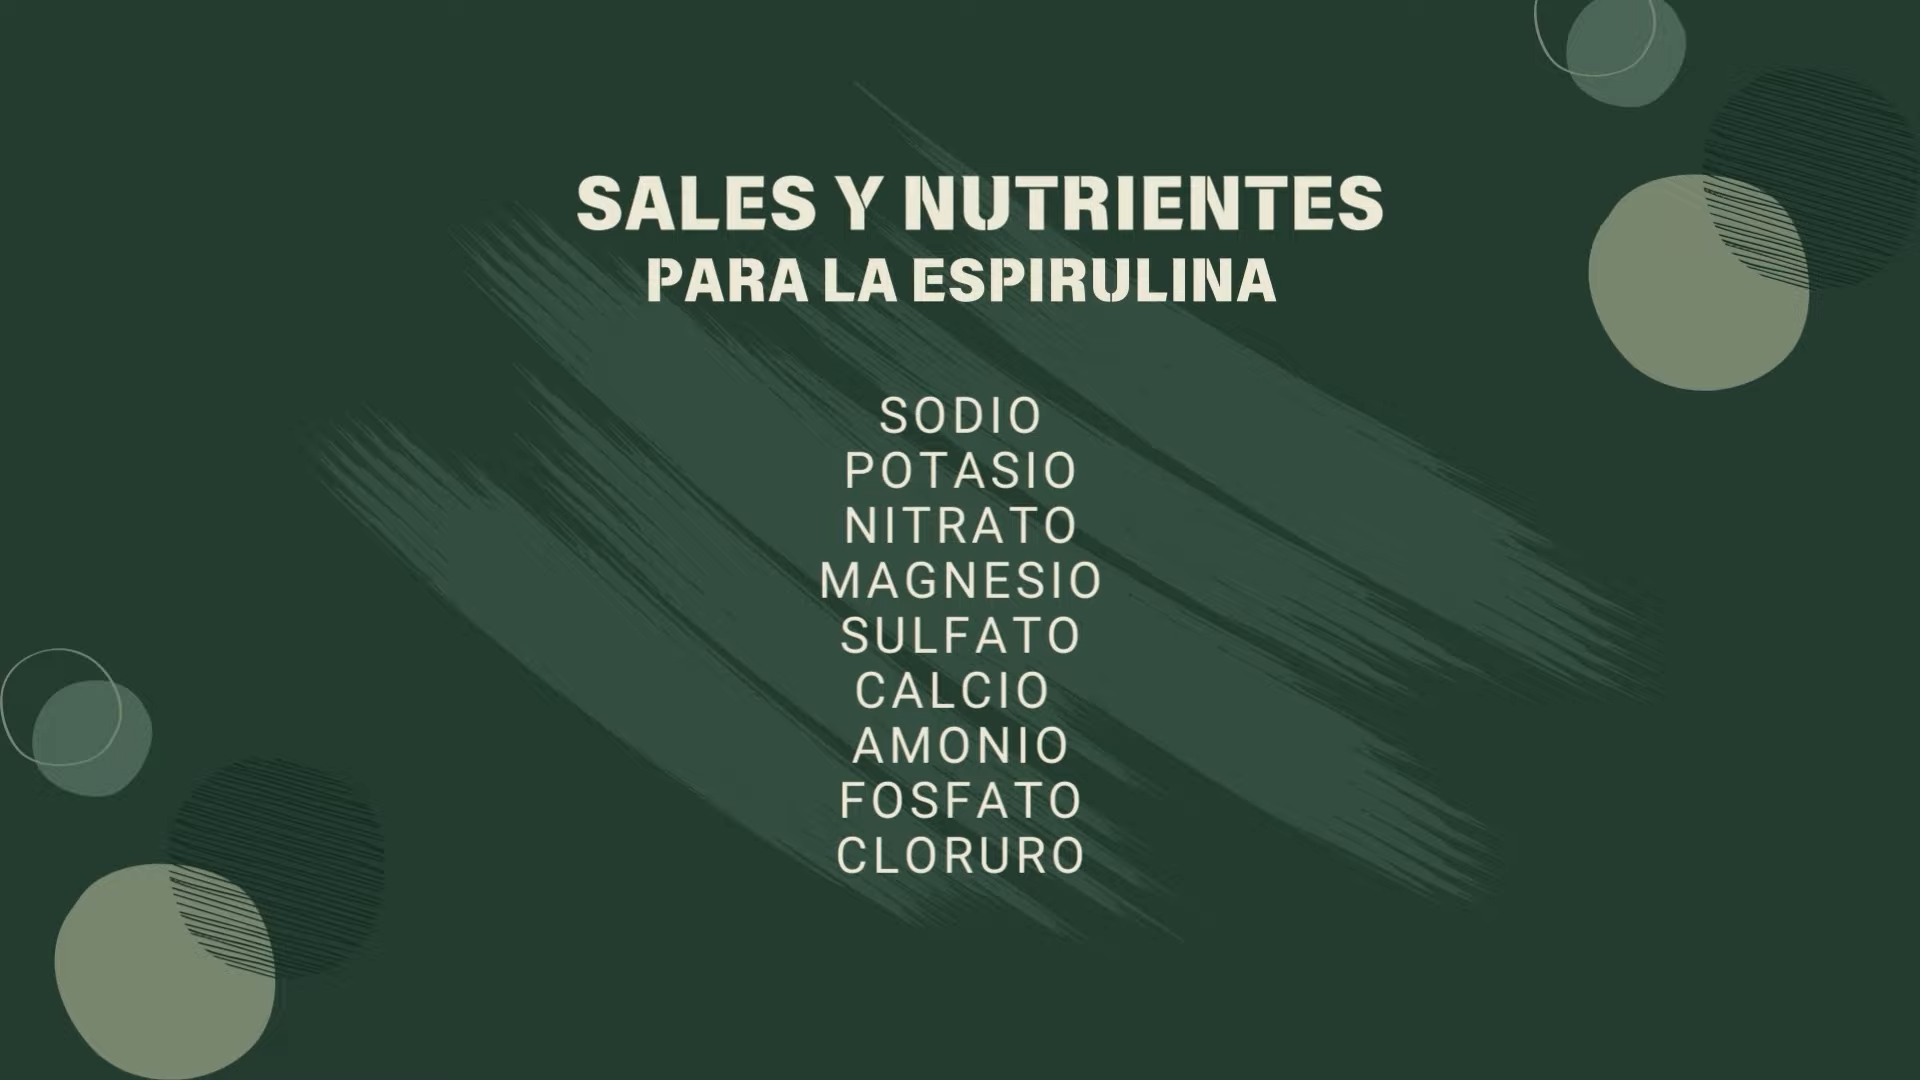 SALES Y NUTRIENTES
PARA LA ESPIRULINA
SODIO
POTASIO
NITRATO
MAGNESIO
SULFATO
CALCIO
AMONIO
FOSFATO
CLORURO